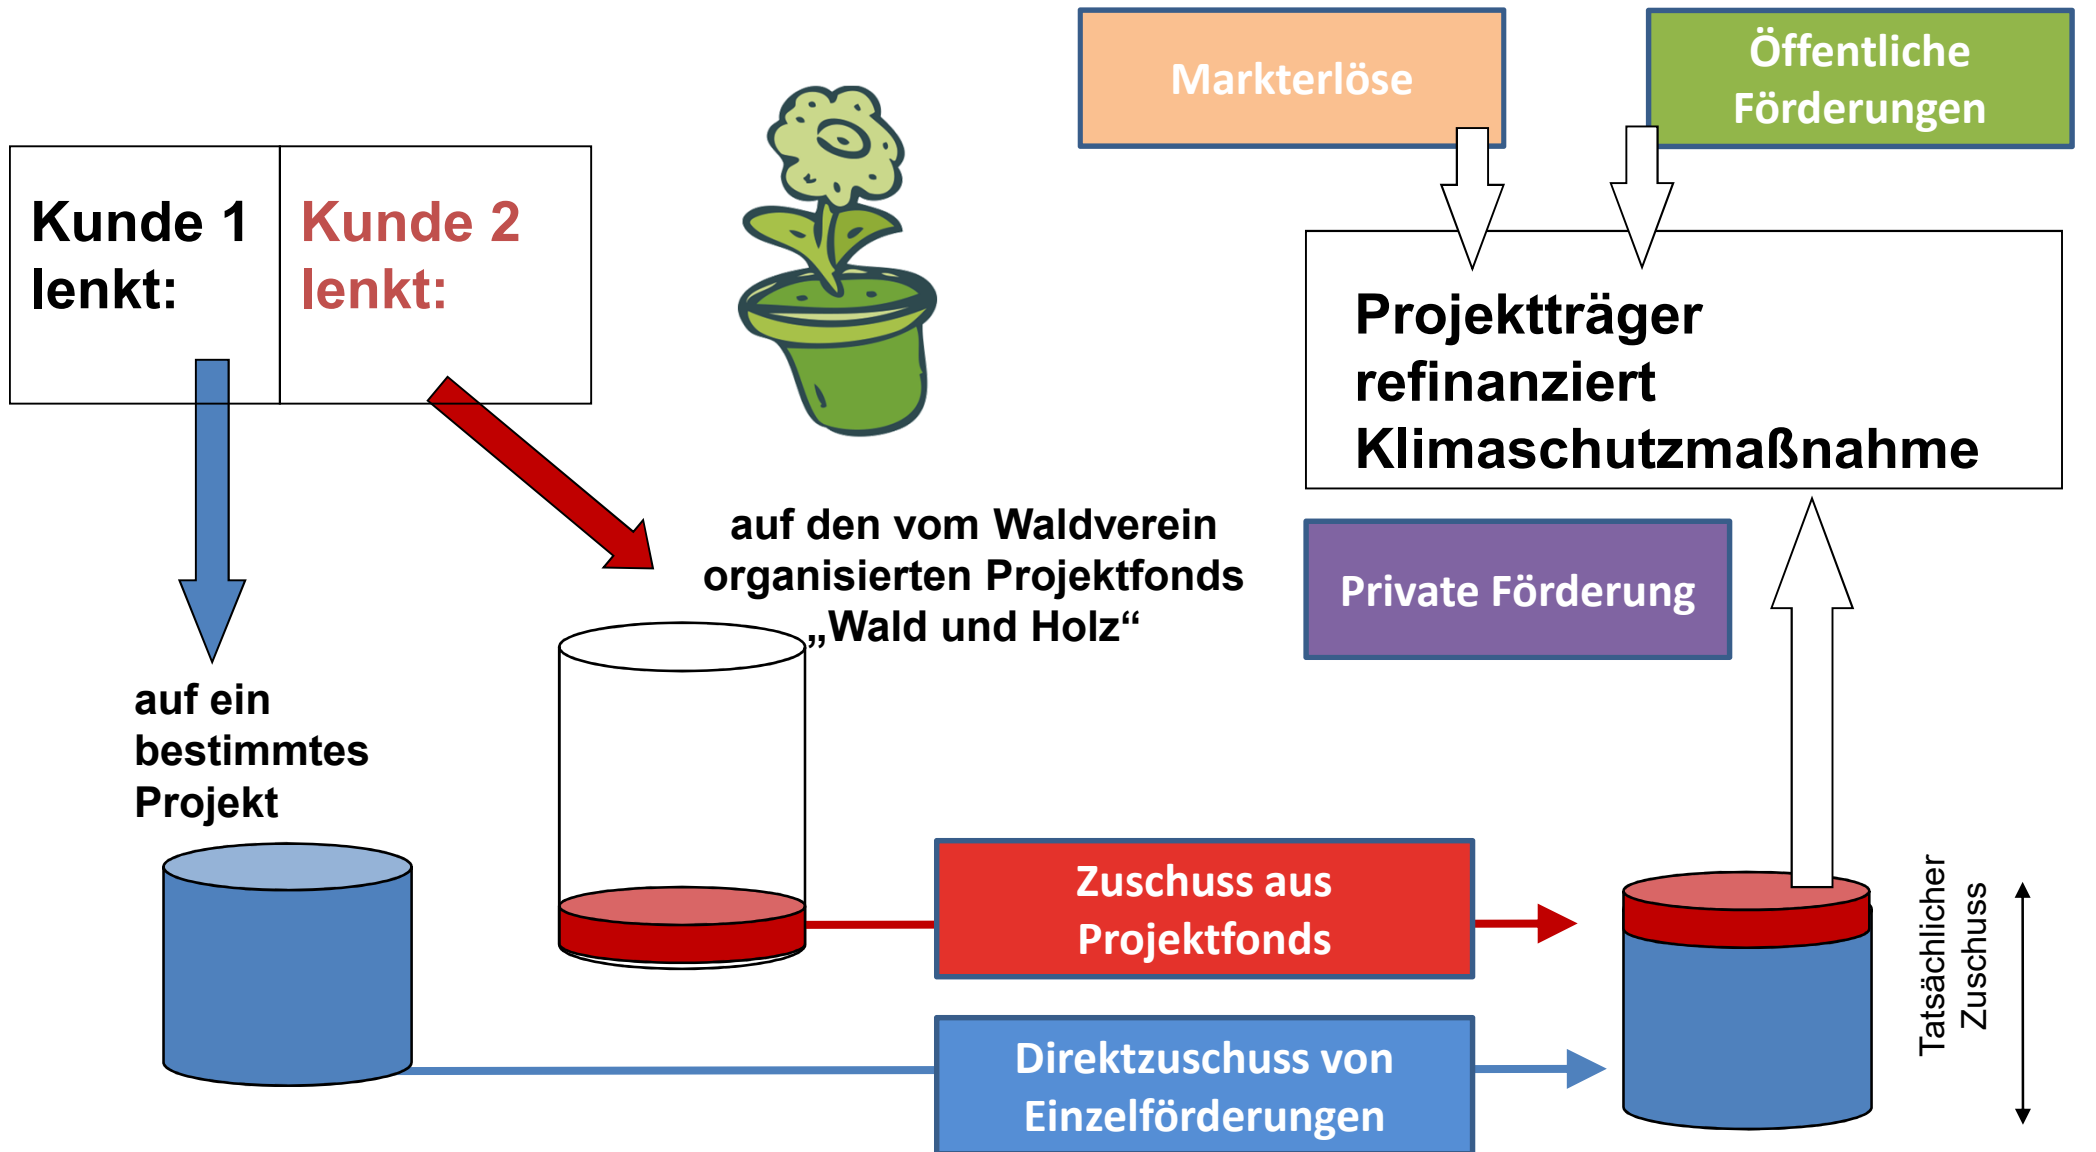 Markterlöse
Öffentliche
Förderungen
Kunde 1
lenkt:
Kunde 2
lenkt:
Projektträger
refinanziert
Klimaschutzmaßnahme
auf den vom Waldverein
organisierten Projektfonds
„Wald und Holz“
Private Förderung
auf ein
bestimmtes
Projekt
Zuschuss aus
Projektfonds
Tatsächlicher
Zuschuss
Direktzuschuss von
Einzelförderungen